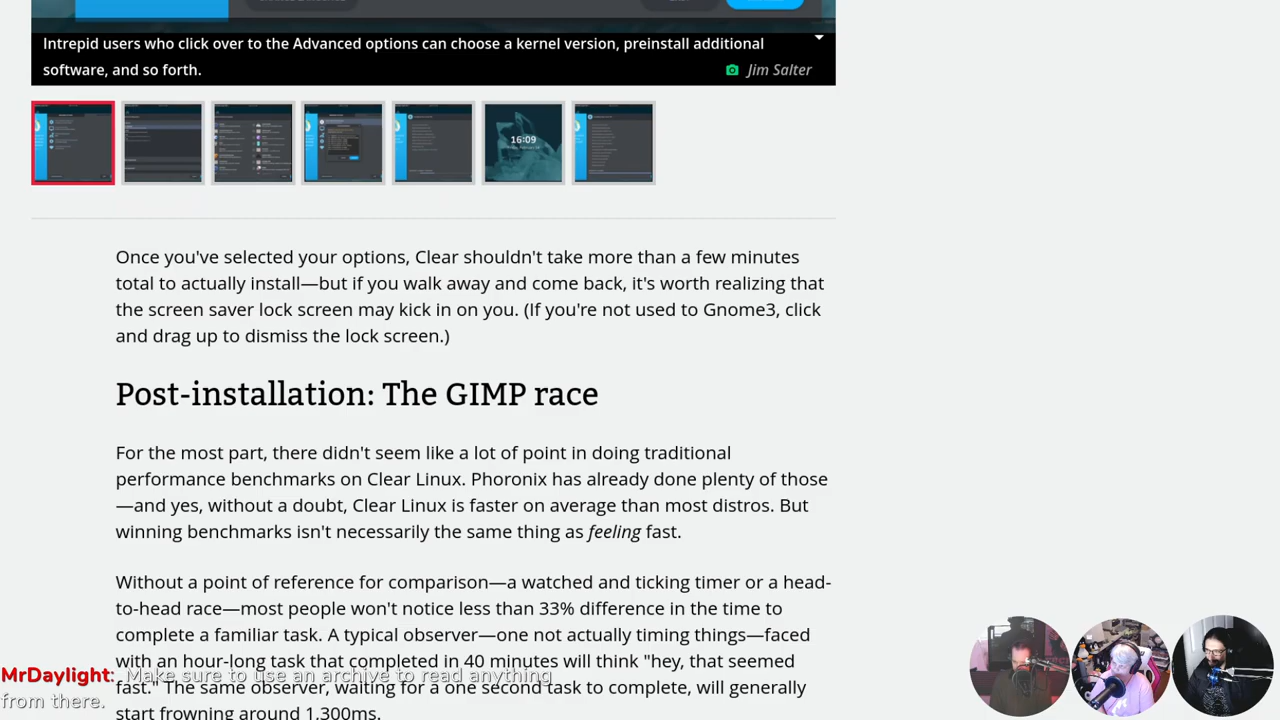 Intrepid users who click over to the Advanced options can choose a kernel version, preinstall additional
software, and so forth.
Jim Salter
16:09
Once you've selected your options, Clear shouldn't take more than a few minutes
total to actually install—but if you walk away and come back, it's worth realizing that
the screen saver lock screen may kick in on you. (If you're not used to Gnome3, click
and drag up to dismiss the lock screen.)
Post-installation: The GIMP race
For the most part, there didn't seem like a lot of point in doing traditional
performance benchmarks on Clear Linux. Phoronix has already done plenty of those
—and yes, without a doubt, Clear Linux is faster on average than most distros. But
winning benchmarks isn't necessarily the same thing as feeling fast.
Without a point of reference for comparison—a watched and ticking timer or a head-
to-head race—most people won't notice less than 33% difference in the time to
complete a familiar task. A typical observer—one not actually timing things—faced
with an hour-long task that completed in 40 minutes will think "hey, that seemed
fast." The same observer, waiting for a one second task to complete, will generally
start frowning around 1,300ms.
MrDaylight: Make sure to use an archive to read anything
from there.